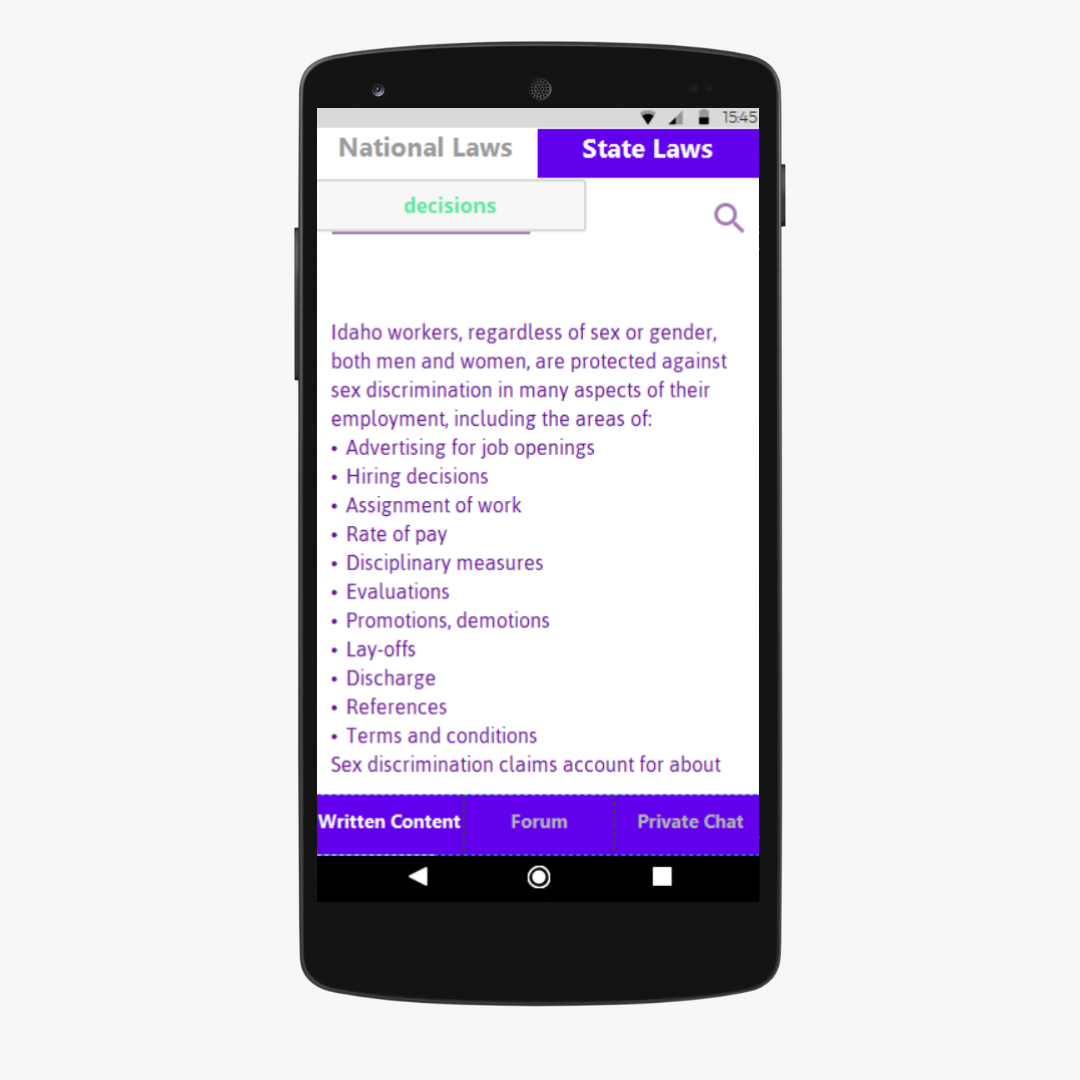 15:45
National Laws State Laws
decisions
Idaho workers, regardless of sex or gender,
both men and women, are protected against
sex discrimination in many aspects of their
employment, including the areas of:
• Advertising for job openings
• Hiring decisions
• Assignment of work
• Rate of pay
• Disciplinary measures
• Evaluations
• Promotions, demotions
• Lay-offs
• Discharge
• References
• Terms and conditions
Sex discrimination claims account for about
Written Content Forum Private Chat